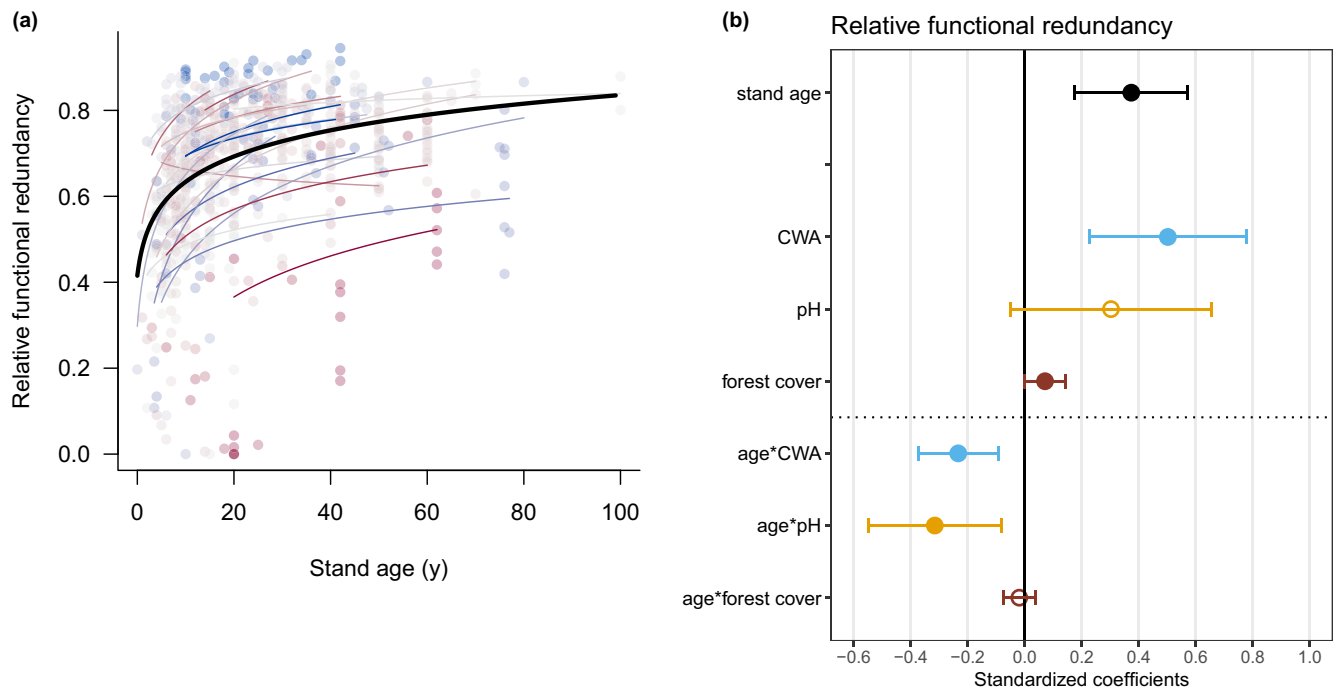 (a)
Relative functional redundancy
0.8
0.6
0.4
0.2
0.0
0 20 40 60 80 100
Stand age (y)
(b)
Relative functional redundancy
stand age
CWA
pH
forest cover
age*CWA
age*pH
age*forest cover
−0.6 −0.4 −0.2 0.0 0.2 0.4 0.6 0.8 1.0
Standardized coefficients